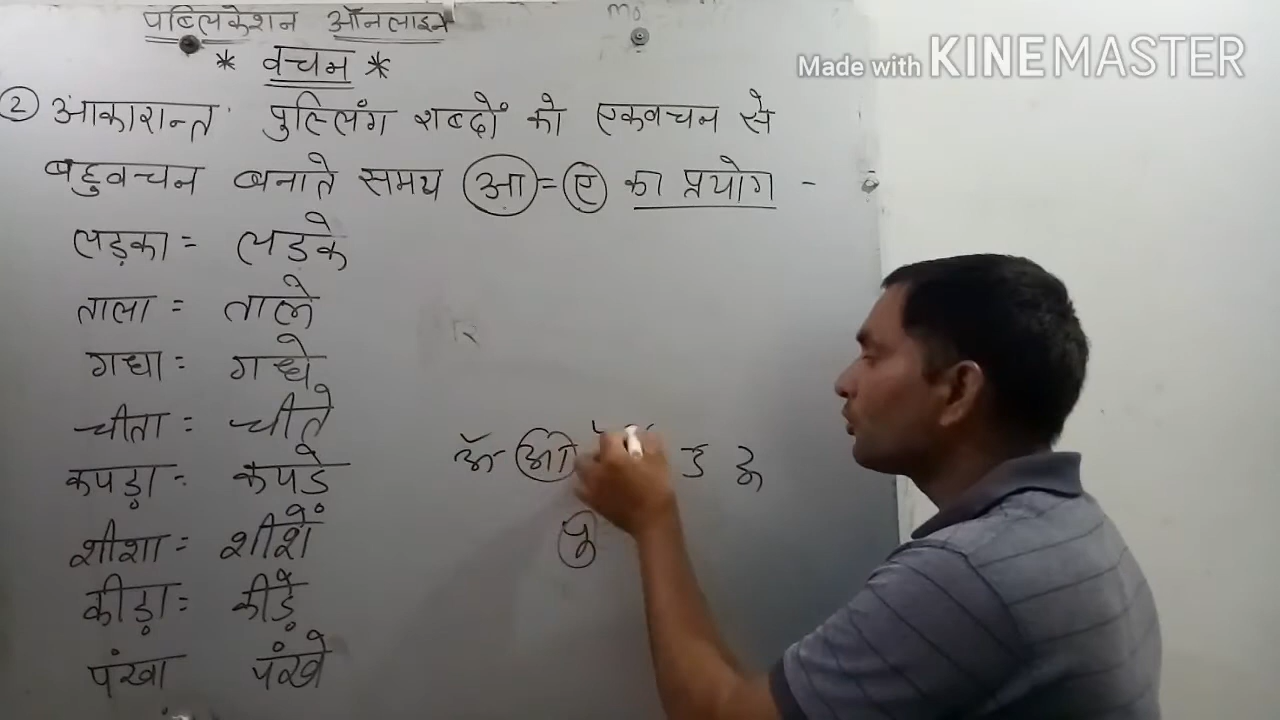 पब्लिकेशन ऑनलाइन
Made with KINEMASTER
* वचन *
② आकारान्त पुल्लिंग शब्दों को एकवचन से
बहुवचन बनाते समय आ = ए का प्रयोग -
लड़का = लडके
ताला = ताले
गधा = गधे
चीता = चीते
कपड़ा = कपडे
शीशा = शीशें
कीड़ा = कीड़े
पंखा पंखे
अ आ उ ऊ